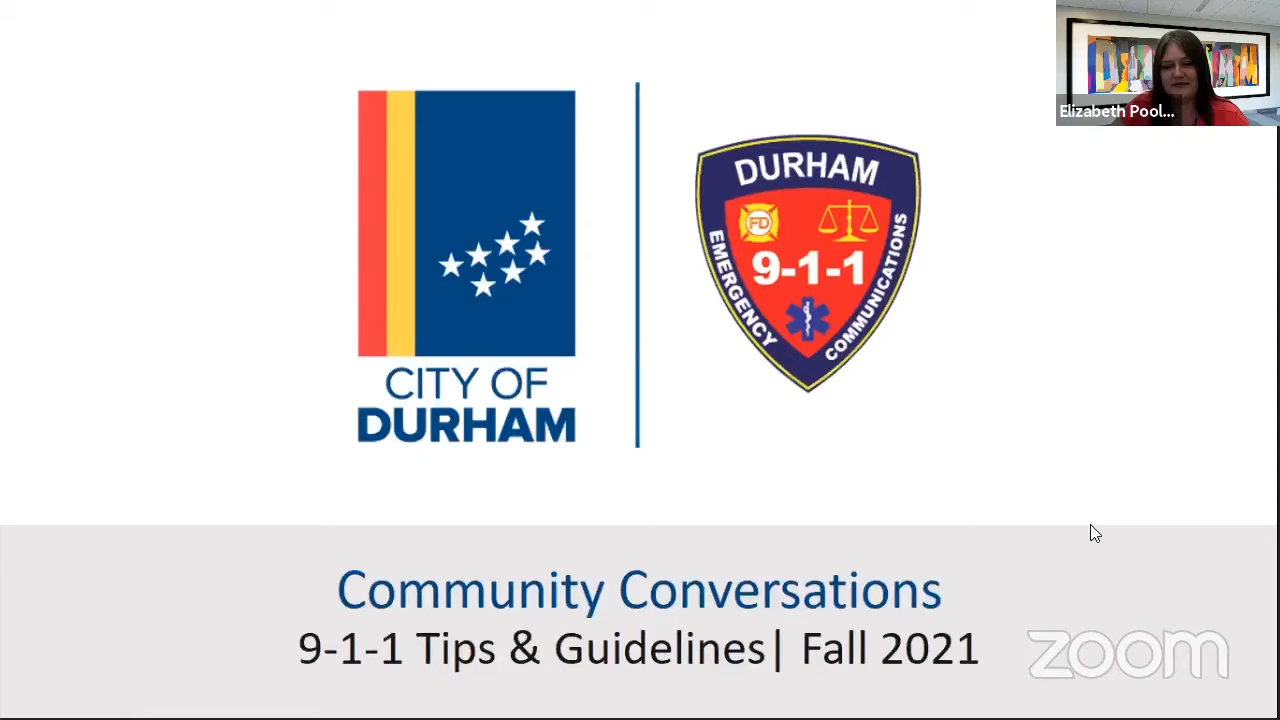 Elizabeth Pool...
DURHAM
FD
9-1-1
EMERGENCY
COMMUNICATIONS
CITY OF
DURHAM
Community Conversations
9-1-1 Tips & Guidelines| Fall 2021
zoom